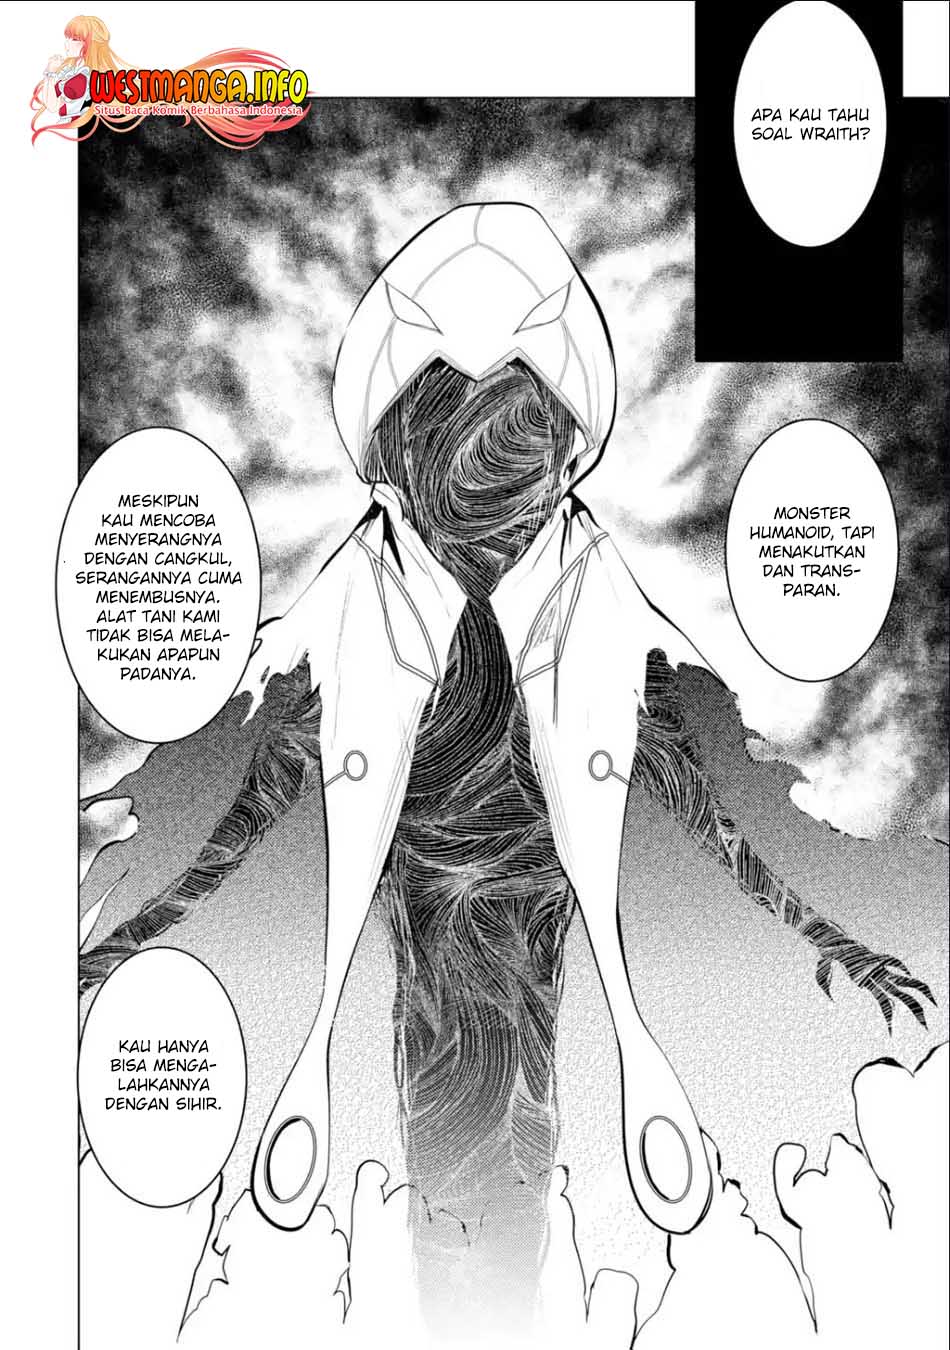 WESTMANGA.INFO
Situs Baca Komik Berbahasa Indonesia
APA KAU TAHU
SOAL WRAITH?
MONSTER
HUMANOID, TAPI
MENAKUTKAN
DAN TRANS-
PARAN.
MESKIPUN
KAU MENCOBA
MENYERANGNYA
DENGAN CANGKUL,
SERANGANNYA CUMA
MENEMBUSNYA.
ALAT TANI KAMI
TIDAK BISA MELA-
KUKAN APAPUN
PADANYA.
KAU HANYA
BISA MENGA-
LAHKANNYA
DENGAN SIHIR.